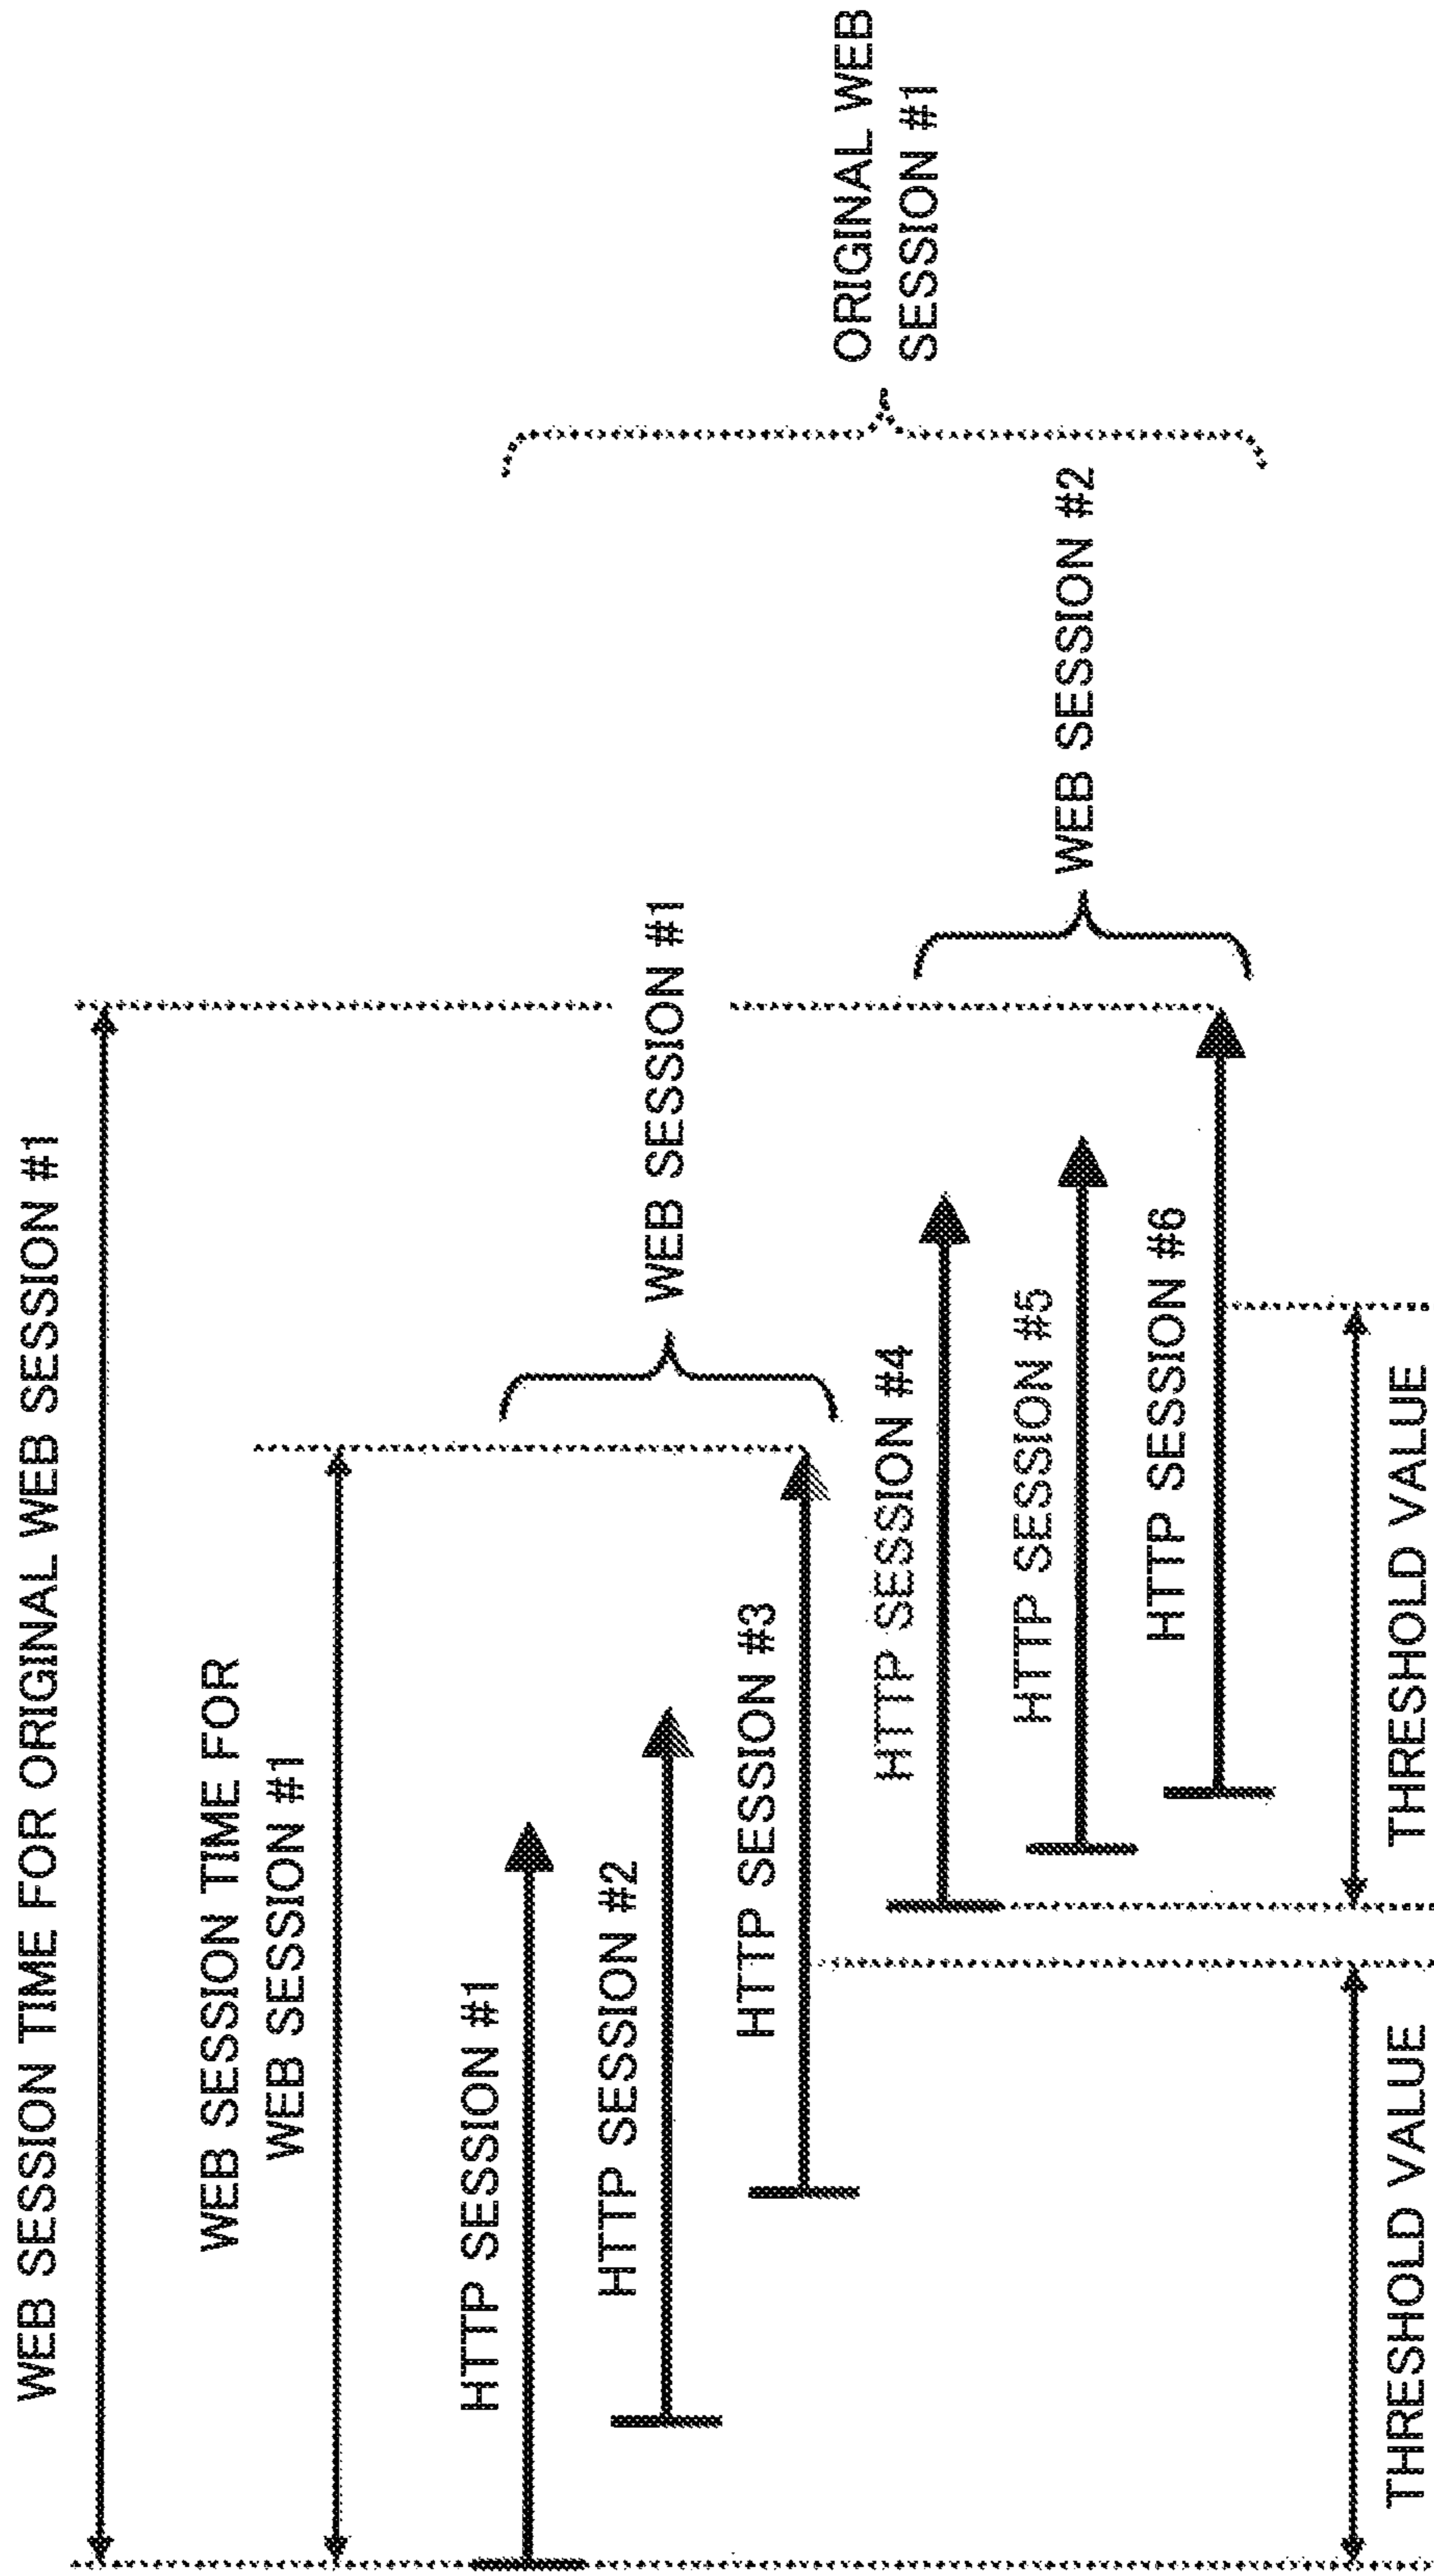 WEB SESSION TIME FOR ORIGINAL WEB SESSION #1
WEB SESSION TIME FOR
WEB SESSION #1
HTTP SESSION #1
HTTP SESSION #2
WEB SESSION #1
HTTP SESSION #3
ORIGINAL WEB
SESSION #1
HTTP SESSION #4
HTTP SESSION #5
WEB SESSION #2
HTTP SESSION #6
THRESHOLD VALUE
THRESHOLD VALUE